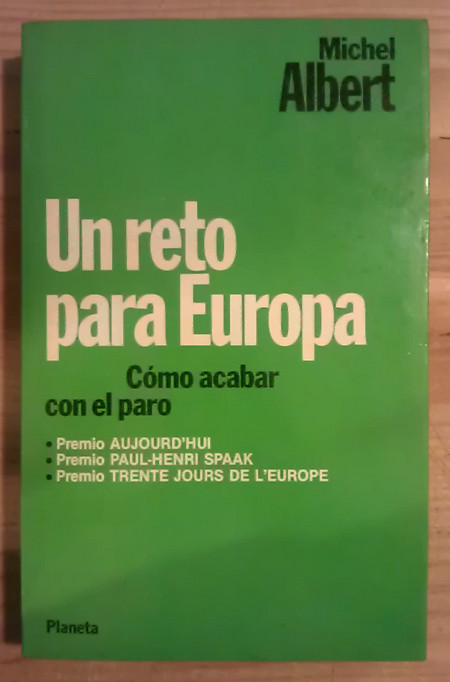 Michel
Albert
Un reto
para Europa
Cómo acabar
con el paro
• Premio AUJOURD'HUI
• Premio PAUL-HENRI SPAAK
• Premio TRENTE JOURS DE L'EUROPE
Planeta